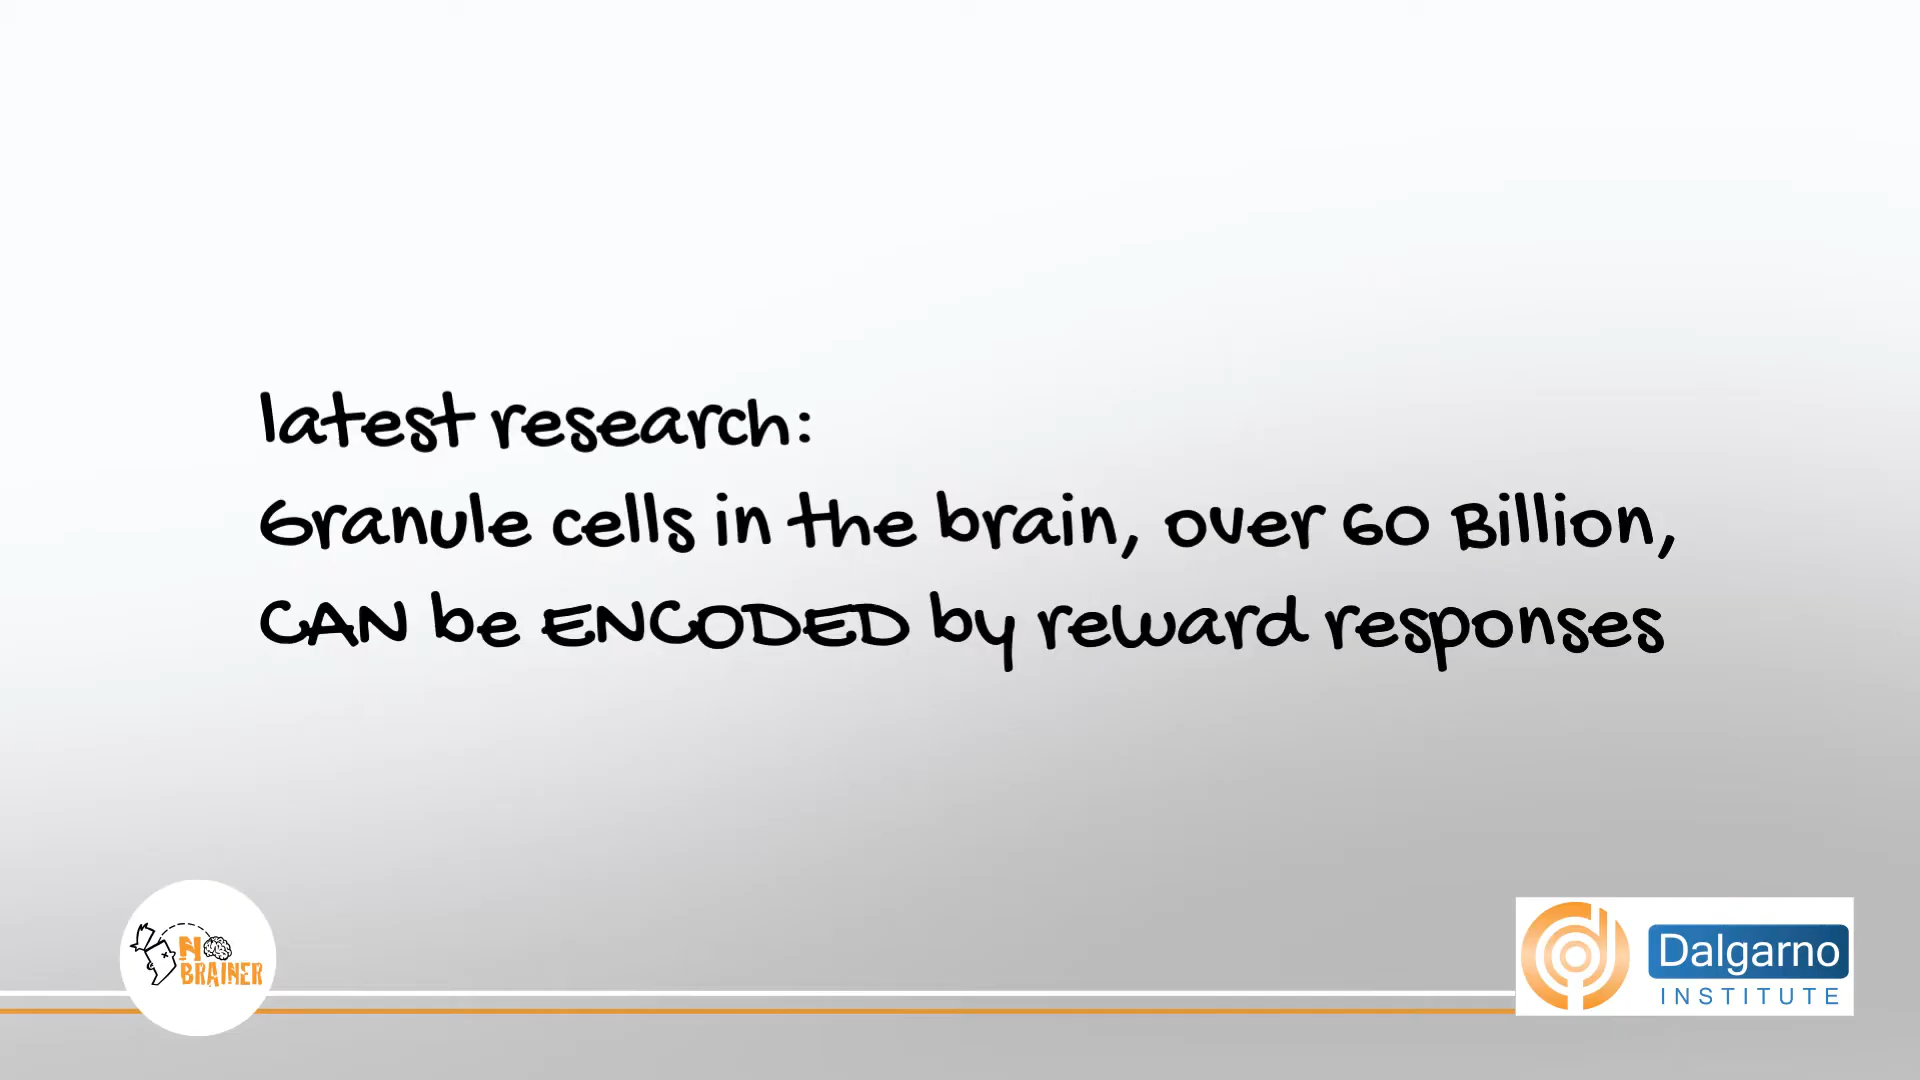 latest research:
Granule cells in the brain, over 60 Billion,
CAN be ENCODED by reward responses
NO
BRAINER
Dalgarno
INSTITUTE